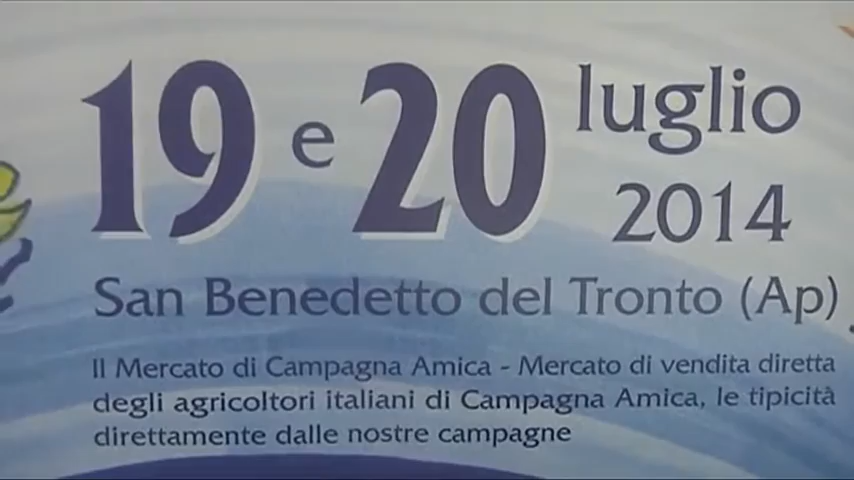 19 e 20 luglio
2014
San Benedetto del Tronto (Ap)
Il Mercato di Campagna Amica - Mercato di vendita diretta
degli agricoltori italiani di Campagna Amica, le tipicità
direttamente dalle nostre campagne